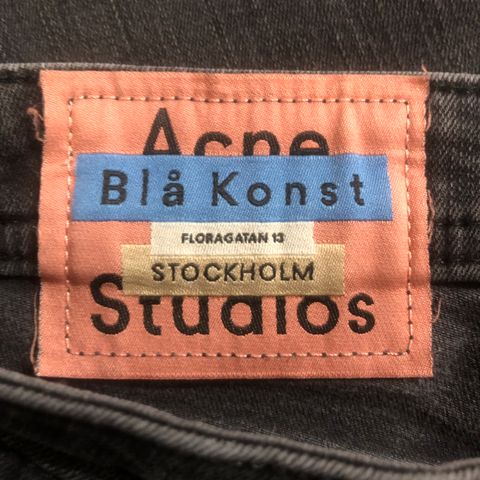 Acne
Blå Konst
FLORAGATAN 13
STOCKHOLM
Studios